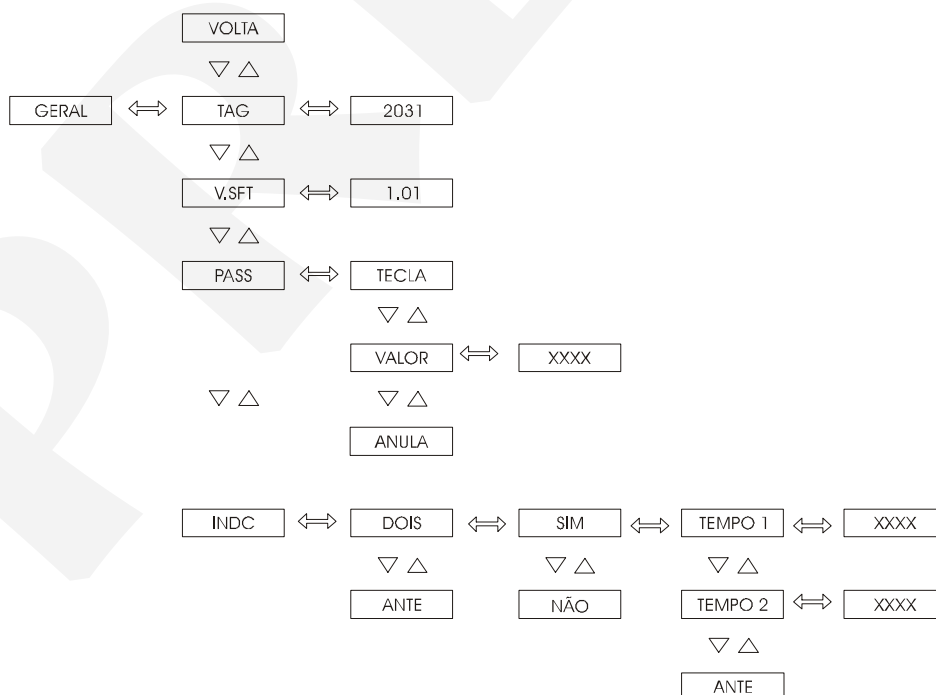 VOLTA
GERAL TAG 2031
V.SFT 1.01
PASS TECLA
VALOR XXXX
ANULA
INDC DOIS SIM TEMPO 1 XXXX
ANTE NÃO TEMPO 2 XXXX
ANTE